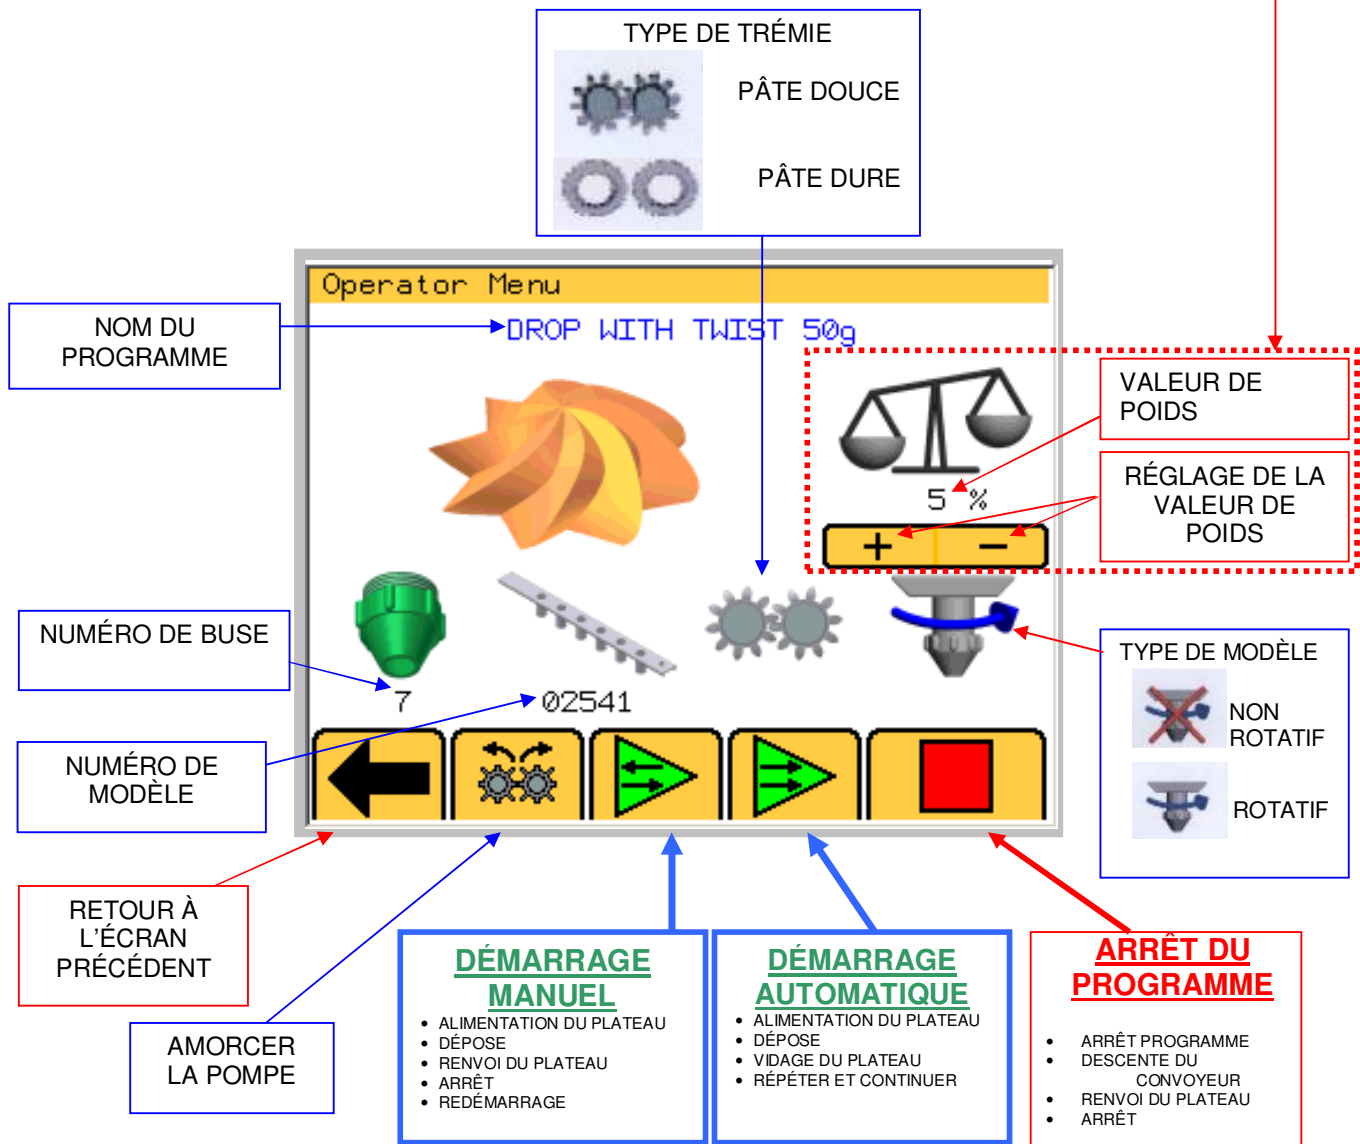 TYPE DE TRÉMIE
PÂTE DOUCE
PÂTE DURE
Operator Menu
NOM DU
PROGRAMME
DROP WITH TWIST 50g
VALEUR DE
POIDS
5 %
RÉGLAGE DE LA
VALEUR DE
POIDS
+ −
NUMÉRO DE BUSE
7
02541
TYPE DE MODÈLE
NON
ROTATIF
ROTATIF
NUMÉRO DE
MODÈLE
RETOUR À
L'ÉCRAN
PRÉCÉDENT
AMORCER
LA POMPE
DÉMARRAGE
MANUEL
• ALIMENTATION DU PLATEAU
• DÉPOSE
• RENVOI DU PLATEAU
• ARRÊT
• REDÉMARRAGE
DÉMARRAGE
AUTOMATIQUE
• ALIMENTATION DU PLATEAU
• DÉPOSE
• VIDAGE DU PLATEAU
• RÉPÉTER ET CONTINUER
ARRÊT DU
PROGRAMME
• ARRÊT PROGRAMME
• DESCENTE DU
CONVOYEUR
• RENVOI DU PLATEAU
• ARRÊT